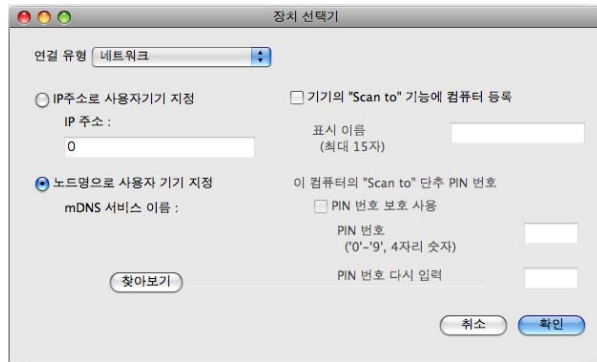 장치 선택기
연결 유형 네트워크
IP주소로 사용자기기 지정
IP 주소 :
0
노드명으로 사용자 기기 지정
mDNS 서비스 이름 :
찾아보기
기기의 "Scan to" 기능에 컴퓨터 등록
표시 이름
(최대 15자)
이 컴퓨터의 "Scan to" 단추 PIN 번호
PIN 번호 보호 사용
PIN 번호
('0'-'9', 4자리 숫자)
PIN 번호 다시 입력
취소
확인